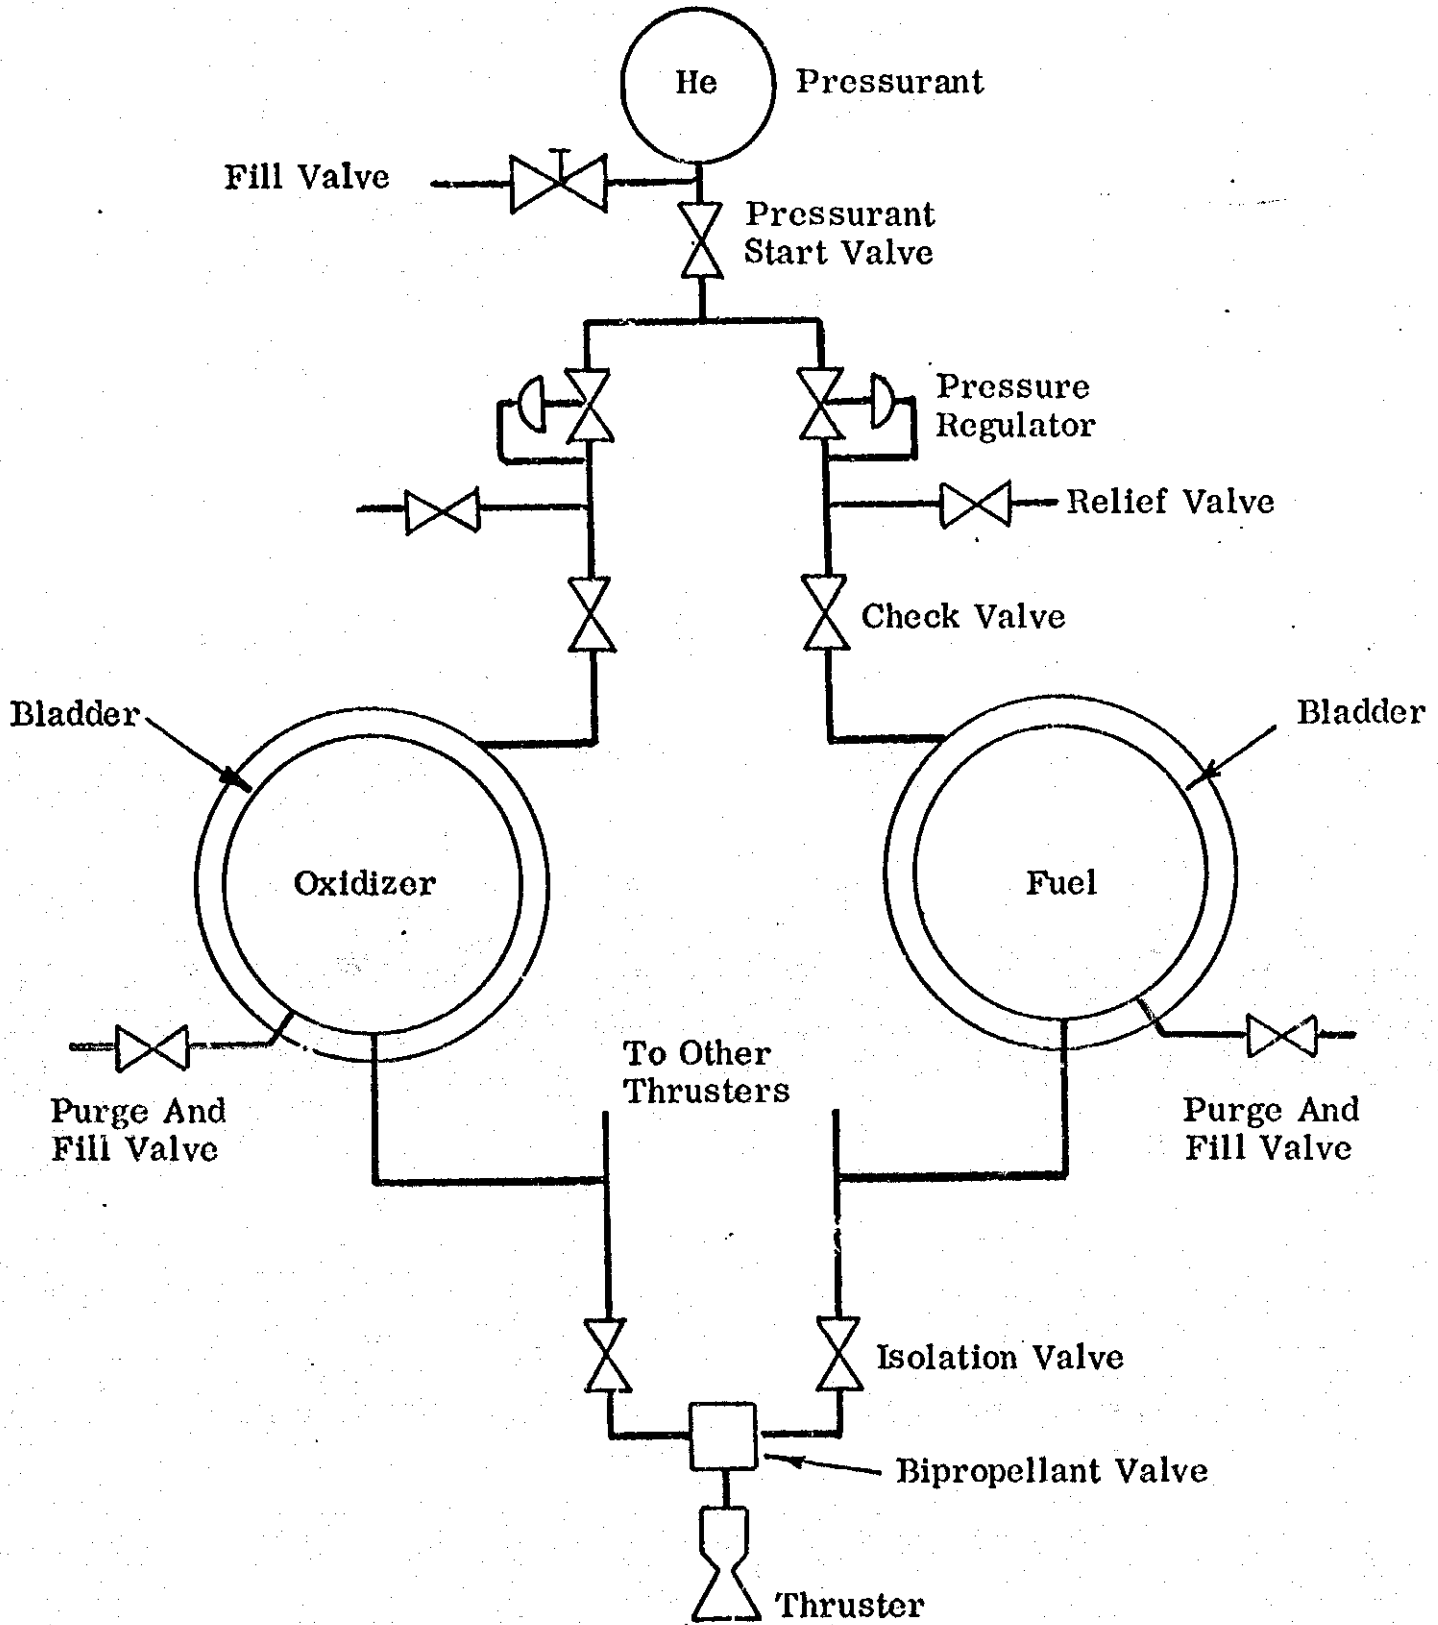 He
Pressurant
Fill Valve
Pressurant
Start Valve
Pressure
Regulator
Relief Valve
Check Valve
Bladder
Bladder
Oxidizer
Fuel
To Other
Thrusters
Purge And
Fill Valve
Purge And
Fill Valve
Isolation Valve
Bipropellant Valve
Thruster